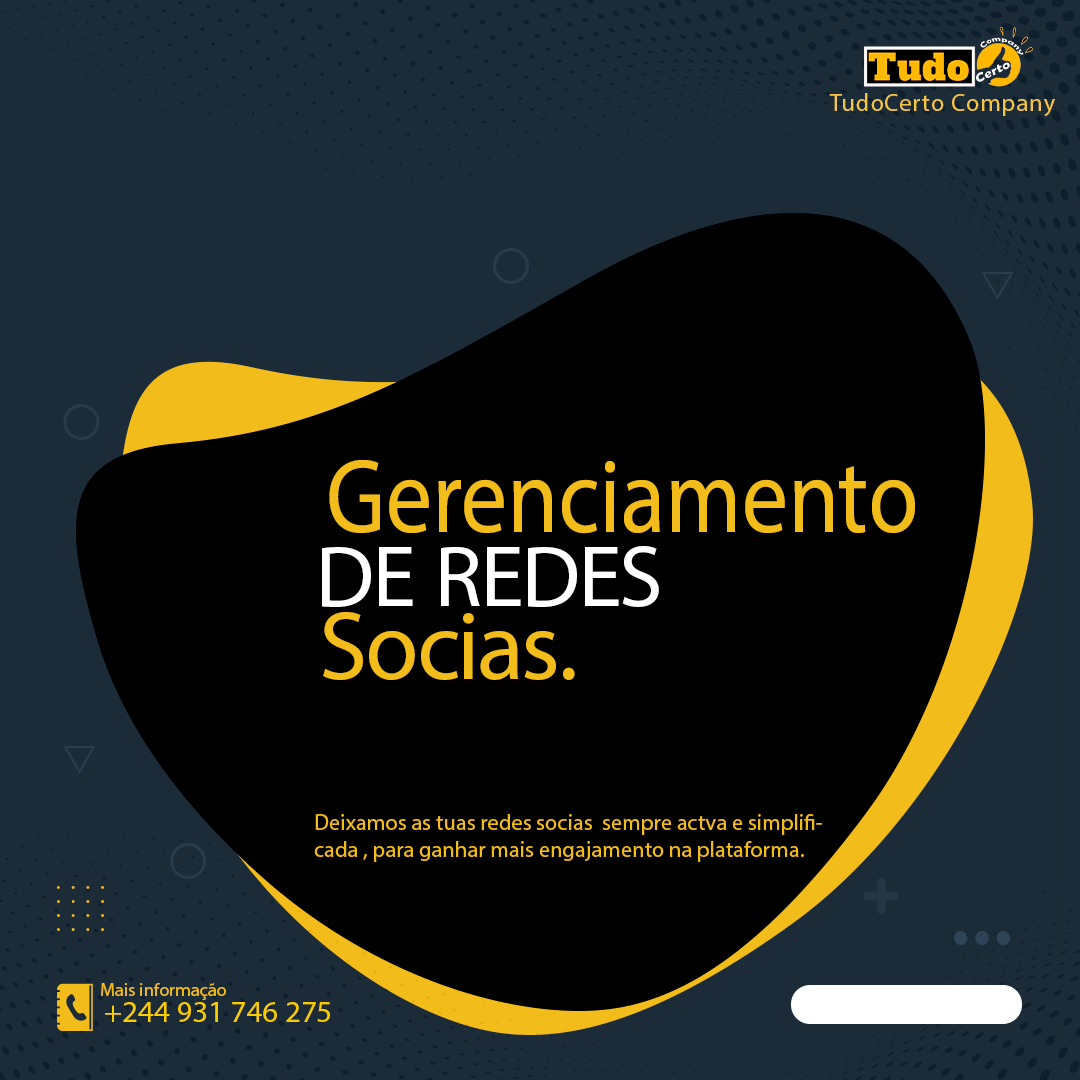 Tudo
Company
Certo
TudoCerto Company
Gerenciamento
DE REDES
Socias.
Deixamos as tuas redes socias sempre actva e simplifi-
cada , para ganhar mais engajamento na plataforma.
Mais informação
+244 931 746 275